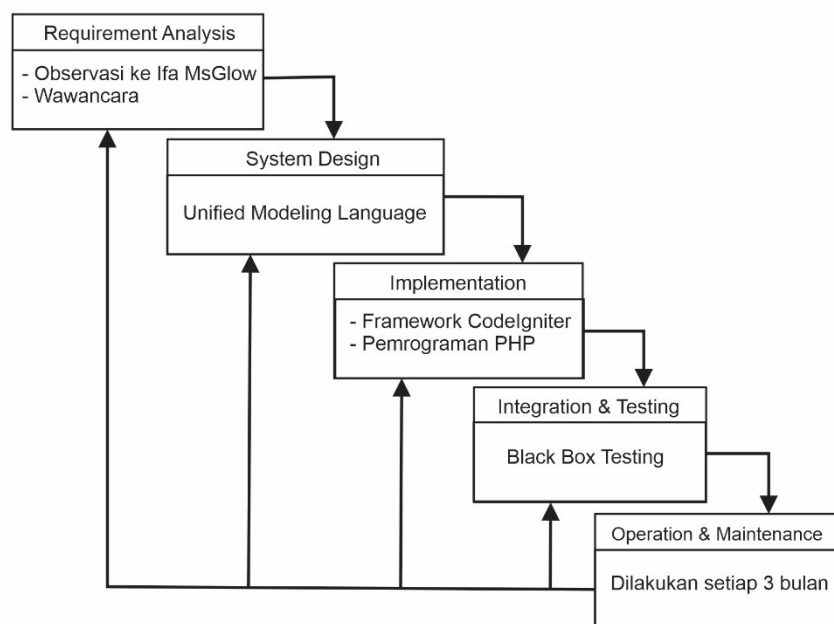 Requirement Analysis
- Observasi ke Ifa MsGlow
- Wawancara
System Design
Unified Modeling Language
Implementation
- Framework CodeIgniter
- Pemrograman PHP
Integration & Testing
Black Box Testing
Operation & Maintenance
Dilakukan setiap 3 bulan